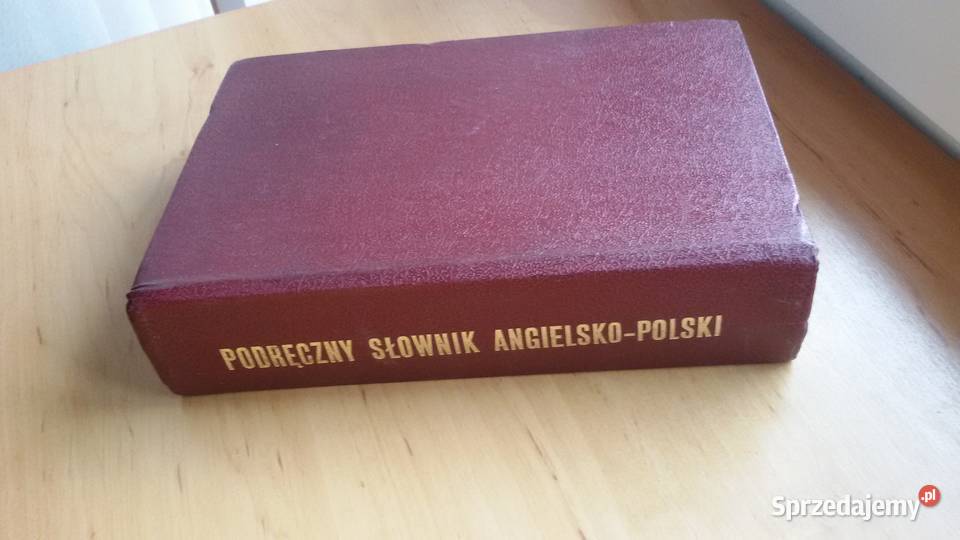 PODRĘCZNY SŁOWNIK ANGIELSKO-POLSKI
Sprzedajemy.pl